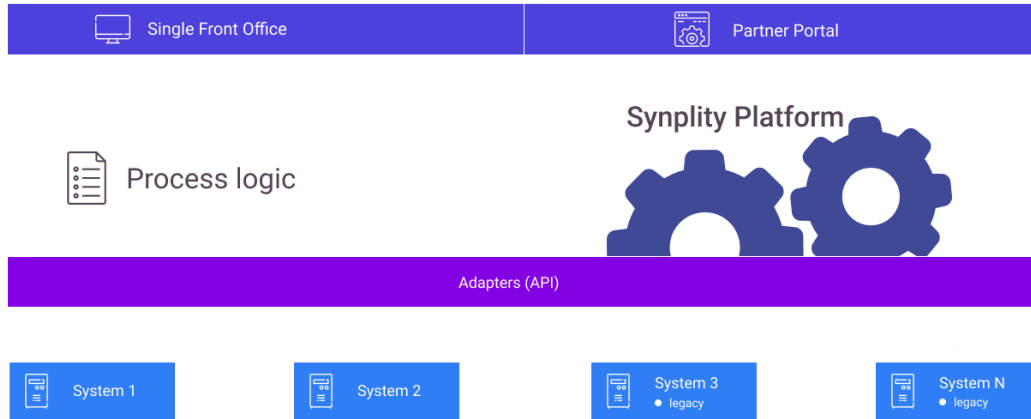 Single Front Office
Partner Portal
Synplity Platform
Process logic
Adapters (API)
System 1
System 2
System 3
• legacy
System N
• legacy